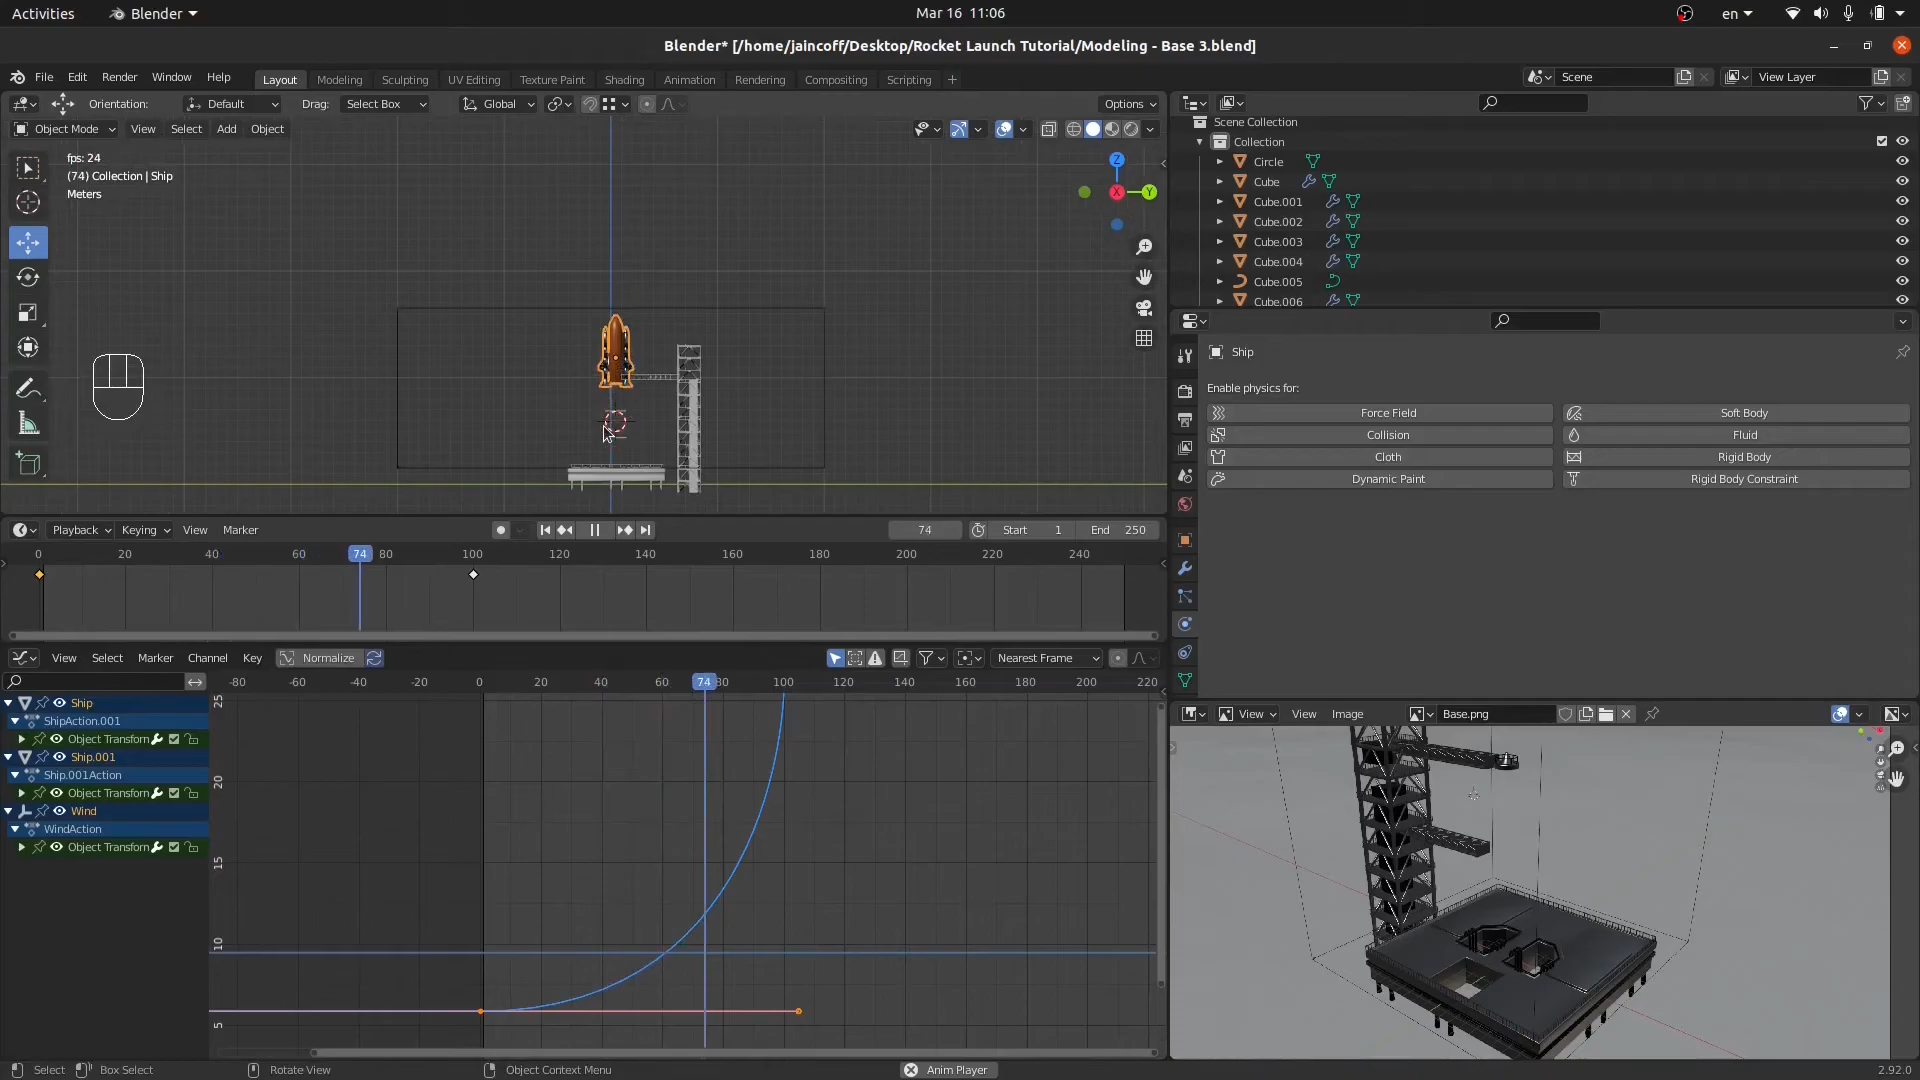 Activities Blender Mar 16 11:06 en
Blender* [/home/jaincoff/Desktop/Rocket Launch Tutorial/Modeling - Base 3.blend]
File Edit Render Window Help Layout Modeling Sculpting UV Editing Texture Paint Shading Animation Rendering Compositing Scripting + Scene View Layer
Orientation: Default Drag: Select Box Global Options
Object Mode View Select Add Object
fps: 24
(74) Collection | Ship
Meters
Z
X Y
Scene Collection
Collection
Circle
Cube
Cube.001
Cube.002
Cube.003
Cube.004
Cube.005
Cube.006
Ship
Enable physics for:
Force Field Soft Body
Collision Fluid
Cloth Rigid Body
Dynamic Paint Rigid Body Constraint
Playback Keying View Marker 74 Start 1 End 250
0 20 40 60 74 80 100 120 140 160 180 200 220 240
View Select Marker Channel Key Normalize Nearest Frame
-80 -60 -40 -20 0 20 40 60 74 80 100 120 140 160 180 200 220
Ship
ShipAction.001
Object Transforn
Ship.001
Ship.001Action
Object Transforn
Wind
WindAction
Object Transforn
25
20
15
10
5
View View Image Base.png
Select Box Select Rotate View Object Context Menu Anim Player 2.92.0